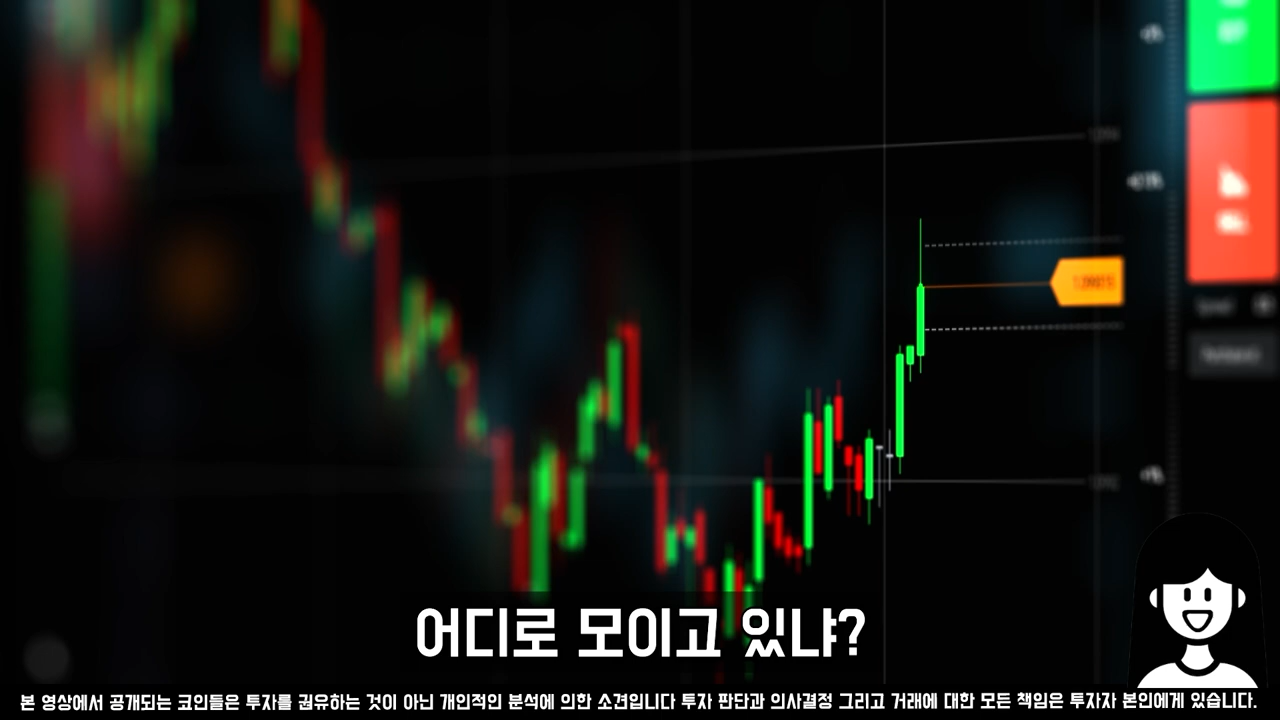 어디로 모이고 있냐?
본 영상에서 공개되는 코인들은 투자를 권유하는 것이 아닌 개인적인 분석에 의한 소견입니다 투자 판단과 의사결정 그리고 거래에 대한 모든 책임은 투자자 본인에게 있습니다.